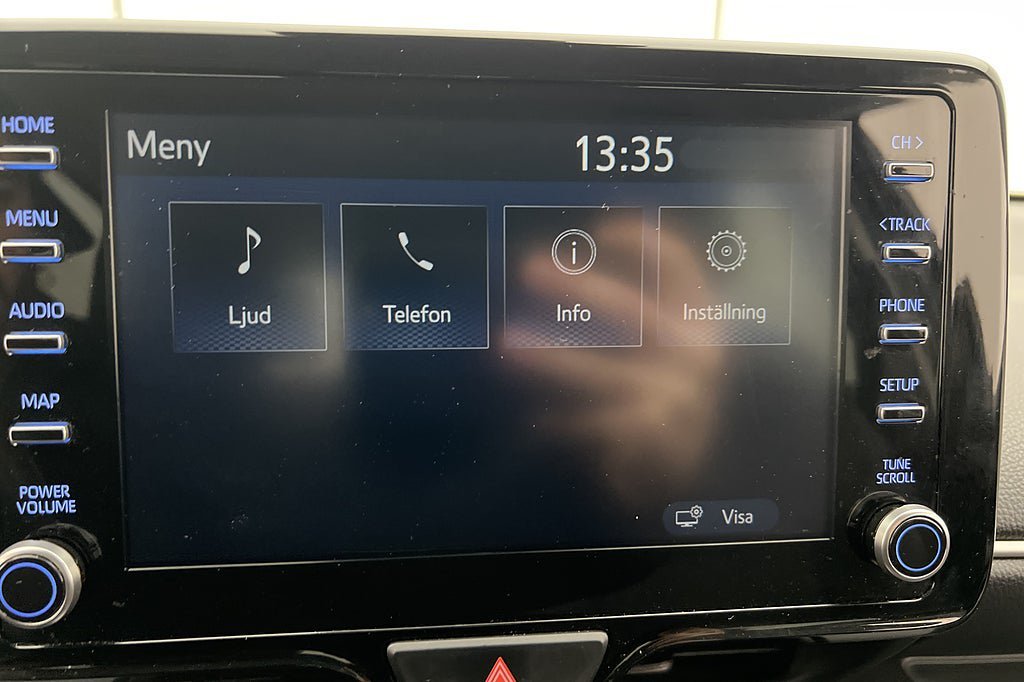 HOME
MENU
AUDIO
MAP
POWER
VOLUME
Meny
13:35
Ljud
Telefon
Info
Inställning
Visa
CH >
< TRACK
PHONE
SETUP
TUNE
SCROLL